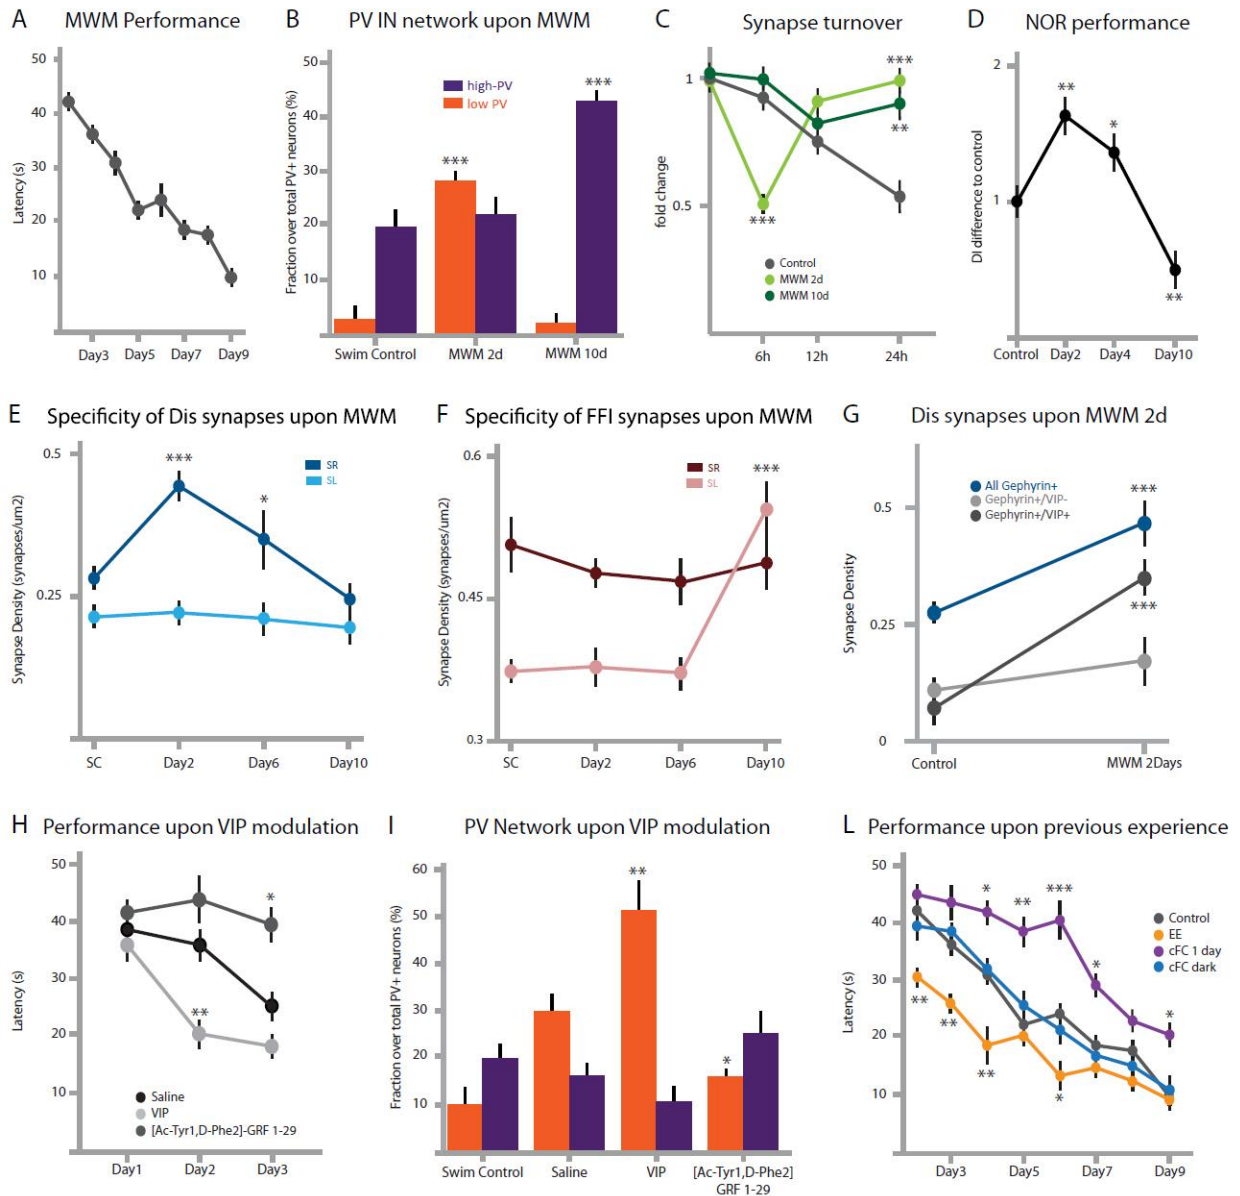 A MWM Performance
50
40
30
20
10
Latency (s)
Day3 Day5 Day7 Day9
B PV IN network upon MWM
50
40
30
20
10
Fraction over total PV+ neurons (%)
high-PV
low PV
***
***
Swim Control MWM 2d MWM 10d
C Synapse turnover
1
0.5
fold change
***
**
***
Control
MWM 2d
MWM 10d
6h 12h 24h
D NOR performance
2
1
DI difference to control
**
*
**
Control Day2 Day4 Day10
E Specificity of Dis synapses upon MWM
0.5
0.25
Synapse Density (synapses/um2)
SR
SL
***
*
SC Day2 Day6 Day10
F Specificity of FFI synapses upon MWM
0.6
0.45
0.3
Synapse Density (synapses/um2)
SR
SL
***
SC Day2 Day6 Day10
G Dis synapses upon MWM 2d
0.5
0.25
0
Synapse Density
All Gephyrin+
Gephyrin+/VIP-
Gephyrin+/VIP+
***
***
Control MWM 2Days
H Performance upon VIP modulation
50
40
30
20
10
Latency (s)
*
**
Saline
VIP
[Ac-Tyr1,D-Phe2]-GRF 1-29
Day1 Day2 Day3
I PV Network upon VIP modulation
60
50
40
30
20
10
Fraction over total PV+ neurons (%)
**
*
Swim Control Saline VIP [Ac-Tyr1,D-Phe2]
GRF 1-29
L Performance upon previous experience
50
40
30
20
10
Latency (s)
* ** ***
*
*
** **
**
*
Control
EE
cFC 1 day
cFC dark
Day3 Day5 Day7 Day9